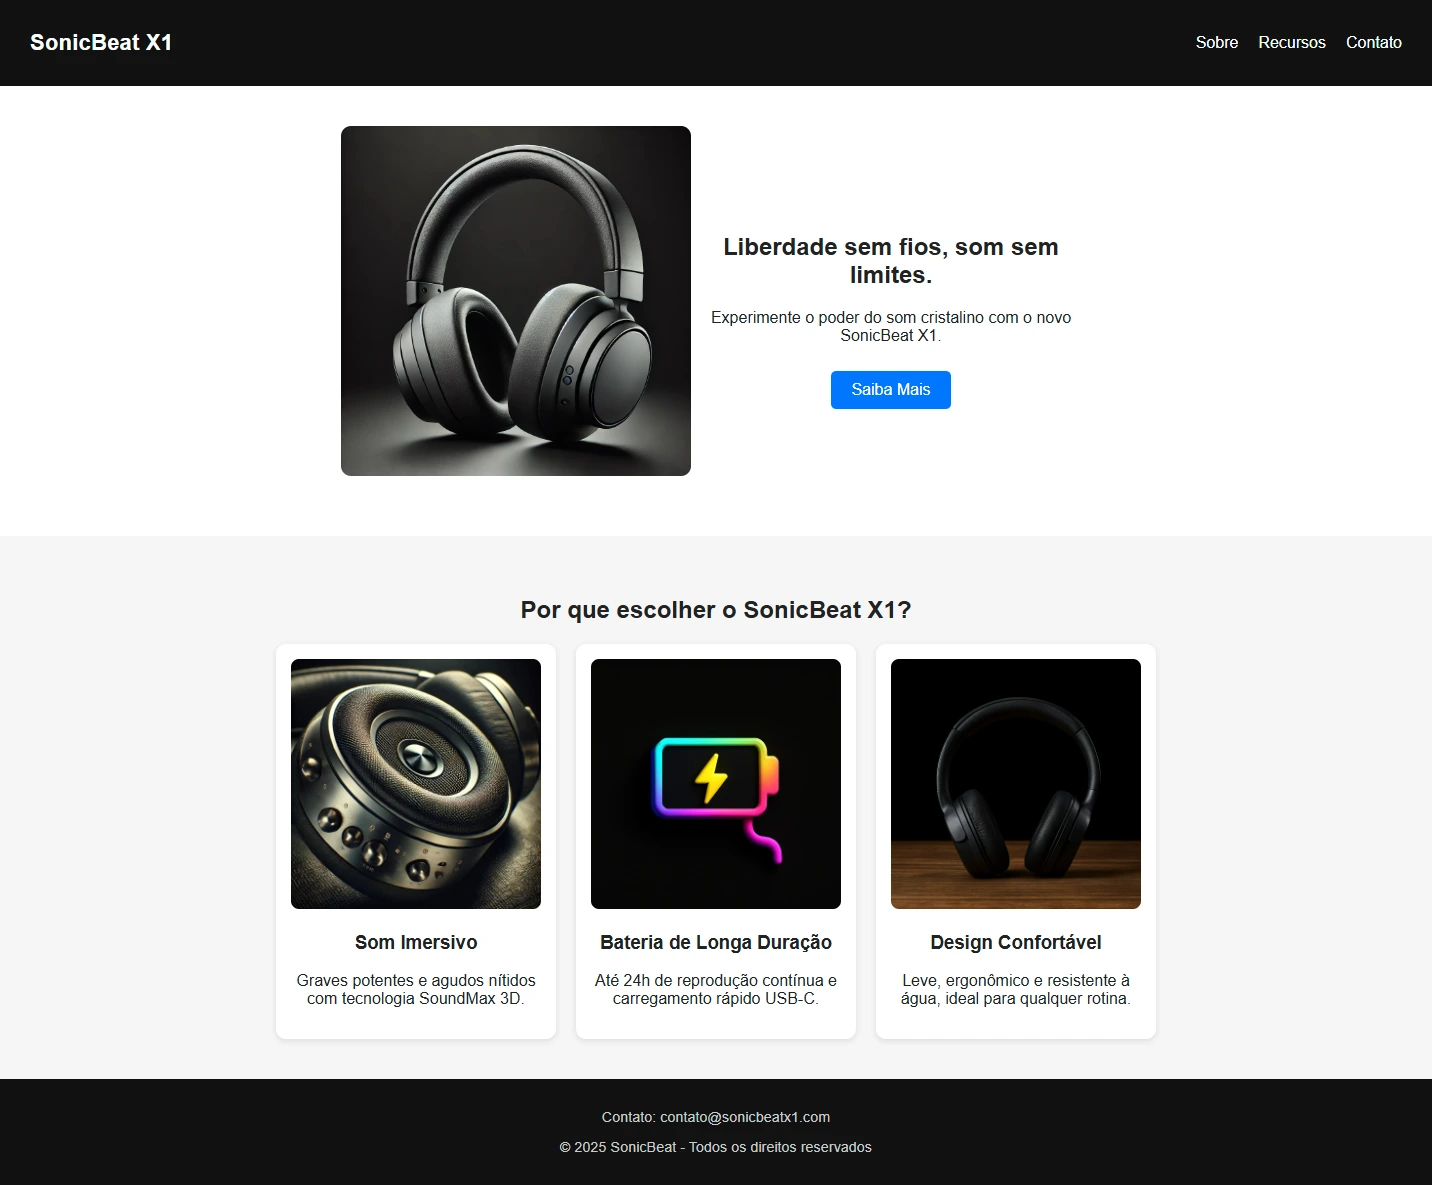 SonicBeat X1
Sobre Recursos Contato
Liberdade sem fios, som sem
limites.
Experimente o poder do som cristalino com o novo
SonicBeat X1.
Saiba Mais
Por que escolher o SonicBeat X1?
Som Imersivo
Graves potentes e agudos nítidos
com tecnologia SoundMax 3D.
Bateria de Longa Duração
Até 24h de reprodução contínua e
carregamento rápido USB-C.
Design Confortável
Leve, ergonômico e resistente à
água, ideal para qualquer rotina.
Contato: contato@sonicbeatx1.com
© 2025 SonicBeat - Todos os direitos reservados